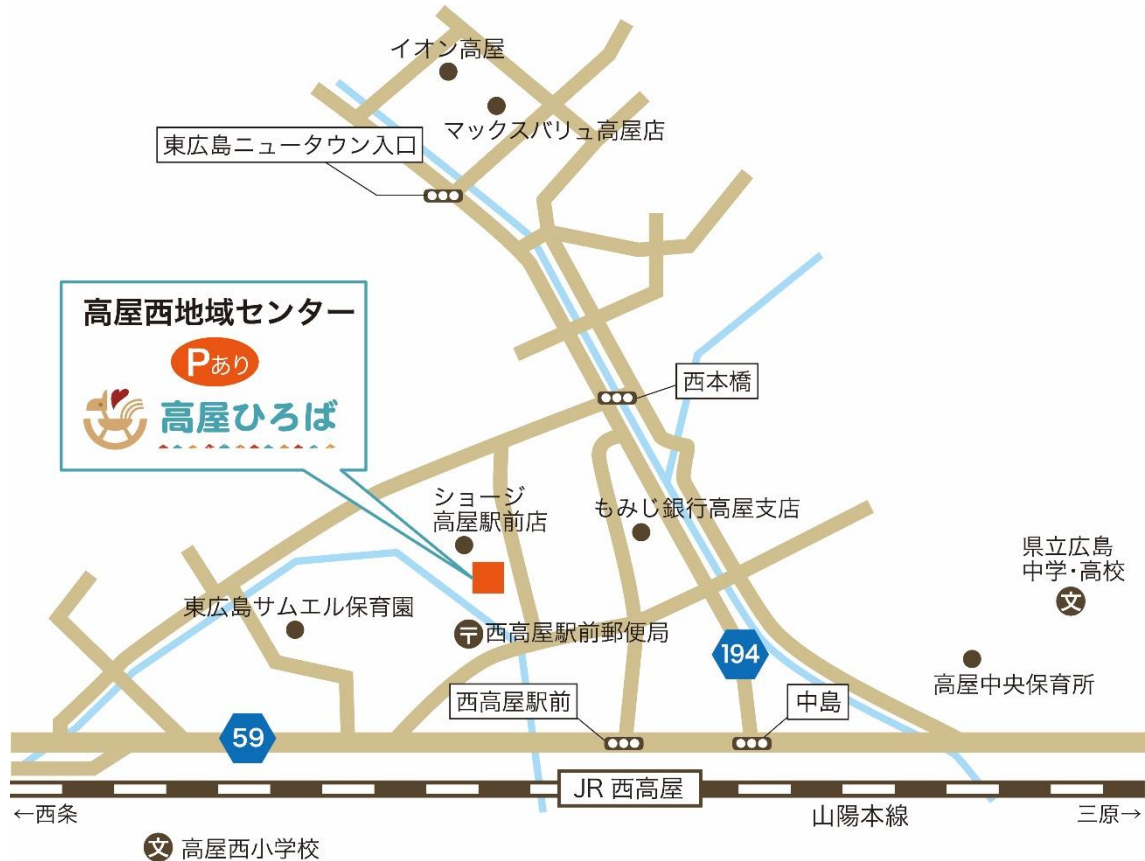 イオン高屋
マックスバリュ高屋店
東広島ニュータウン入口
高屋西地域センター
Pあり
高屋ひろば
西本橋
ショージ
高屋駅前店
もみじ銀行高屋支店
県立広島
中学・高校
文
東広島サムエル保育園
〒西高屋駅前郵便局
194
高屋中央保育所
西高屋駅前
中島
59
JR 西高屋
←西条
山陽本線
三原→
文 高屋西小学校